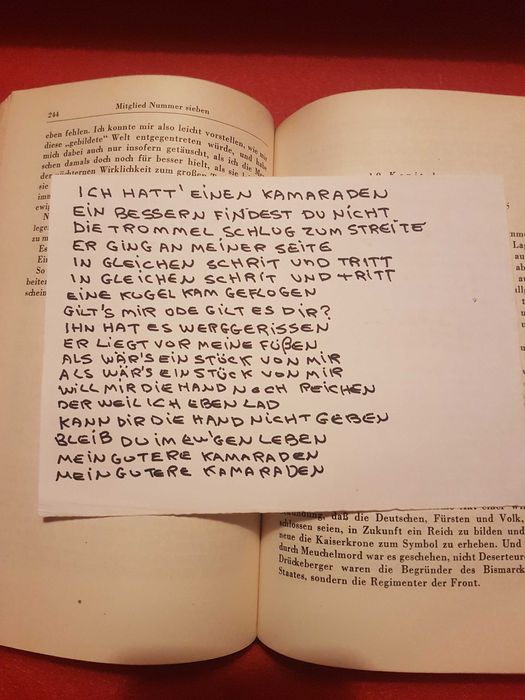 244
Mitglied Nummer sieben
eben fehlen. Ich konnte mir also leicht vorstellen, wie mir
diese „gebildete" Welt entgegentreten würde, und habe
mich dabei auch nur insofern getäuscht, als ich die
schen damals doch noch für besser hielt, als sie
Wirklichkeit zum großen
ICH HATT' EINEN KAMARADEN
EIN BESSERN FINDEST DU NICHT
DIE TROMMEL SCHLUG ZUM STREITE
ER GING AN MEINER SEITE
IN GLEICHEN SCHRIT UND TRITT
IN GLEICHEN SCHRIT UND TRITT
EINE KUGEL KAM GEFLOGEN
GILT'S MIR ODE GILT ES DIR?
IHN HAT ES WERGGERISSEN
ER LIEGT VOR MEINE FÜßEN
ALS WÄR'S EIN STÜCK VON MIR
ALS WÄR'S EIN STÜCK VON MIR
WILL MIR DIE HAND NOCH REICHEN
DER WEIL ICH EBEN LAD
KANN DIR DIE HAND NICHT GEBEN
BLEIB DU IM EW'GEN LEBEN
MEIN GUTERE KAMARADEN
MEIN GUTERE KAMARADEN
daß die Deutschen, Fürsten und Volk,
schlossen seien, in Zukunft ein Reich zu bilden und
neue die Kaiserkrone zum Symbol zu erheben. Und
durch Meuchelmord war es geschehen, nicht Deserteure
Drückeberger waren die Begründer des Bismarck
Staates, sondern die Regimenter der Front.